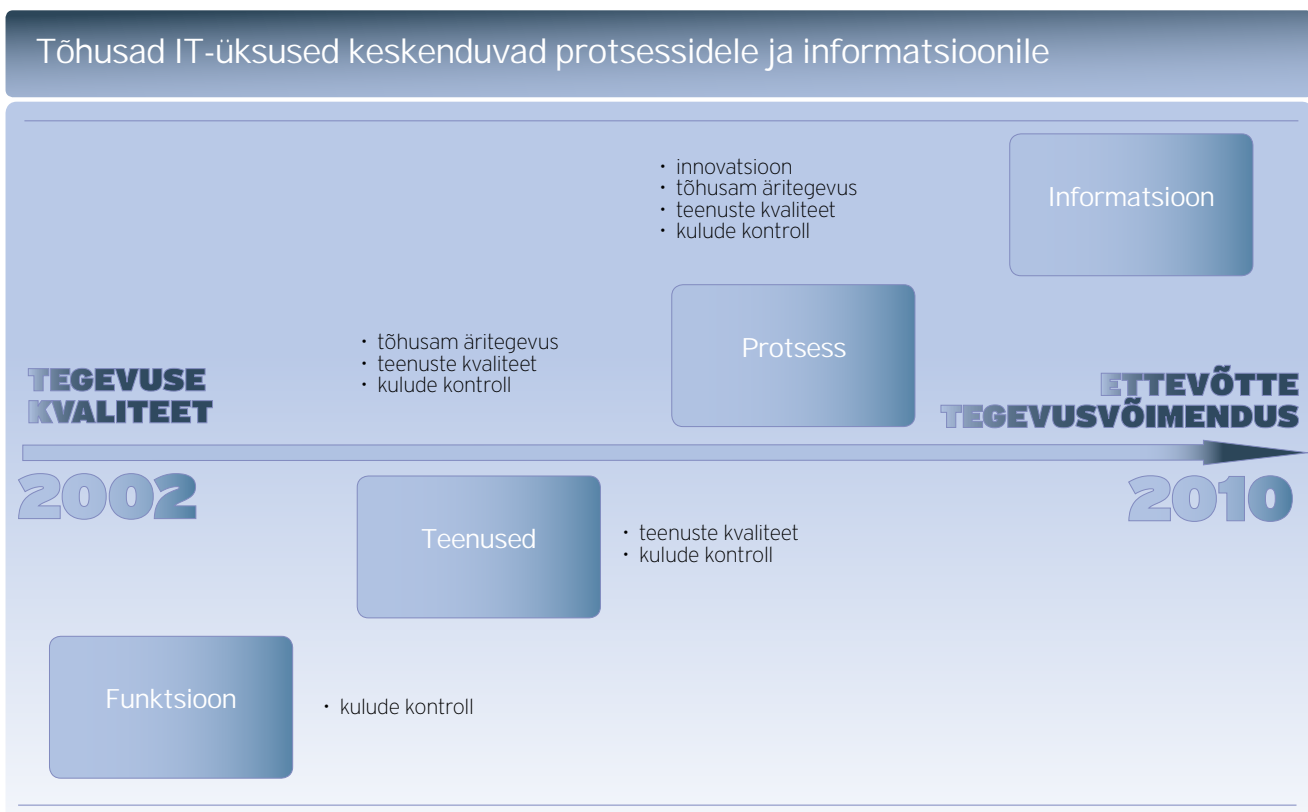 Tõhusad IT-üksused keskenduvad protsessidele ja informatsioonile
• innovatsioon
• tõhusam äritegevus
• teenuste kvaliteet
• kulude kontroll
Informatsioon
• tõhusam äritegevus
• teenuste kvaliteet
• kulude kontroll
Protsess
TEGEVUSE
KVALITEET
ETTEVÕTTE
TEGEVUSVÕIMENDUS
2002
2010
Teenused
• teenuste kvaliteet
• kulude kontroll
Funktsioon
• kulude kontroll